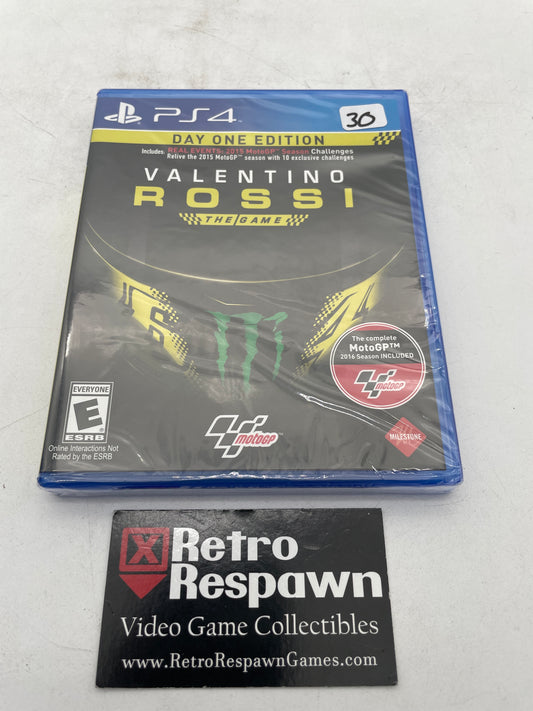 PS4
30
DAY ONE EDITION
Includes: REAL EVENTS: 2015 MotoGP™ Season Challenges
Relive the 2015 MotoGP™ season with 10 exclusive challenges
VALENTINO
ROSSI
THE GAME
The complete
MotoGP™
2016 Season INCLUDED
motoGP
EVERYONE
E
ESRB
Online Interactions Not
Rated by the ESRB
motoGP
MILESTONE
X Retro
Respawn
Video Game Collectibles
www.RetroRespawnGames.com